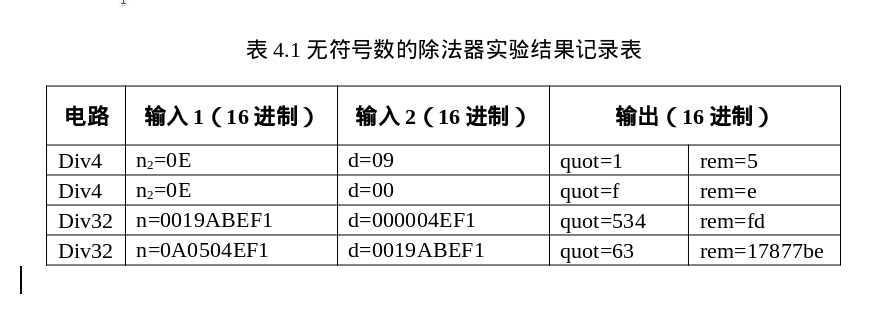 表 4.1 无符号数的除法器实验结果记录表
电路 输入 1（16 进制） 输入 2（16 进制） 输出（16 进制）
Div4 n₂=0E d=09 quot=1 rem=5
Div4 n₂=0E d=00 quot=f rem=e
Div32 n=0019ABEF1 d=000004EF1 quot=534 rem=fd
Div32 n=0A0504EF1 d=0019ABEF1 quot=63 rem=17877be